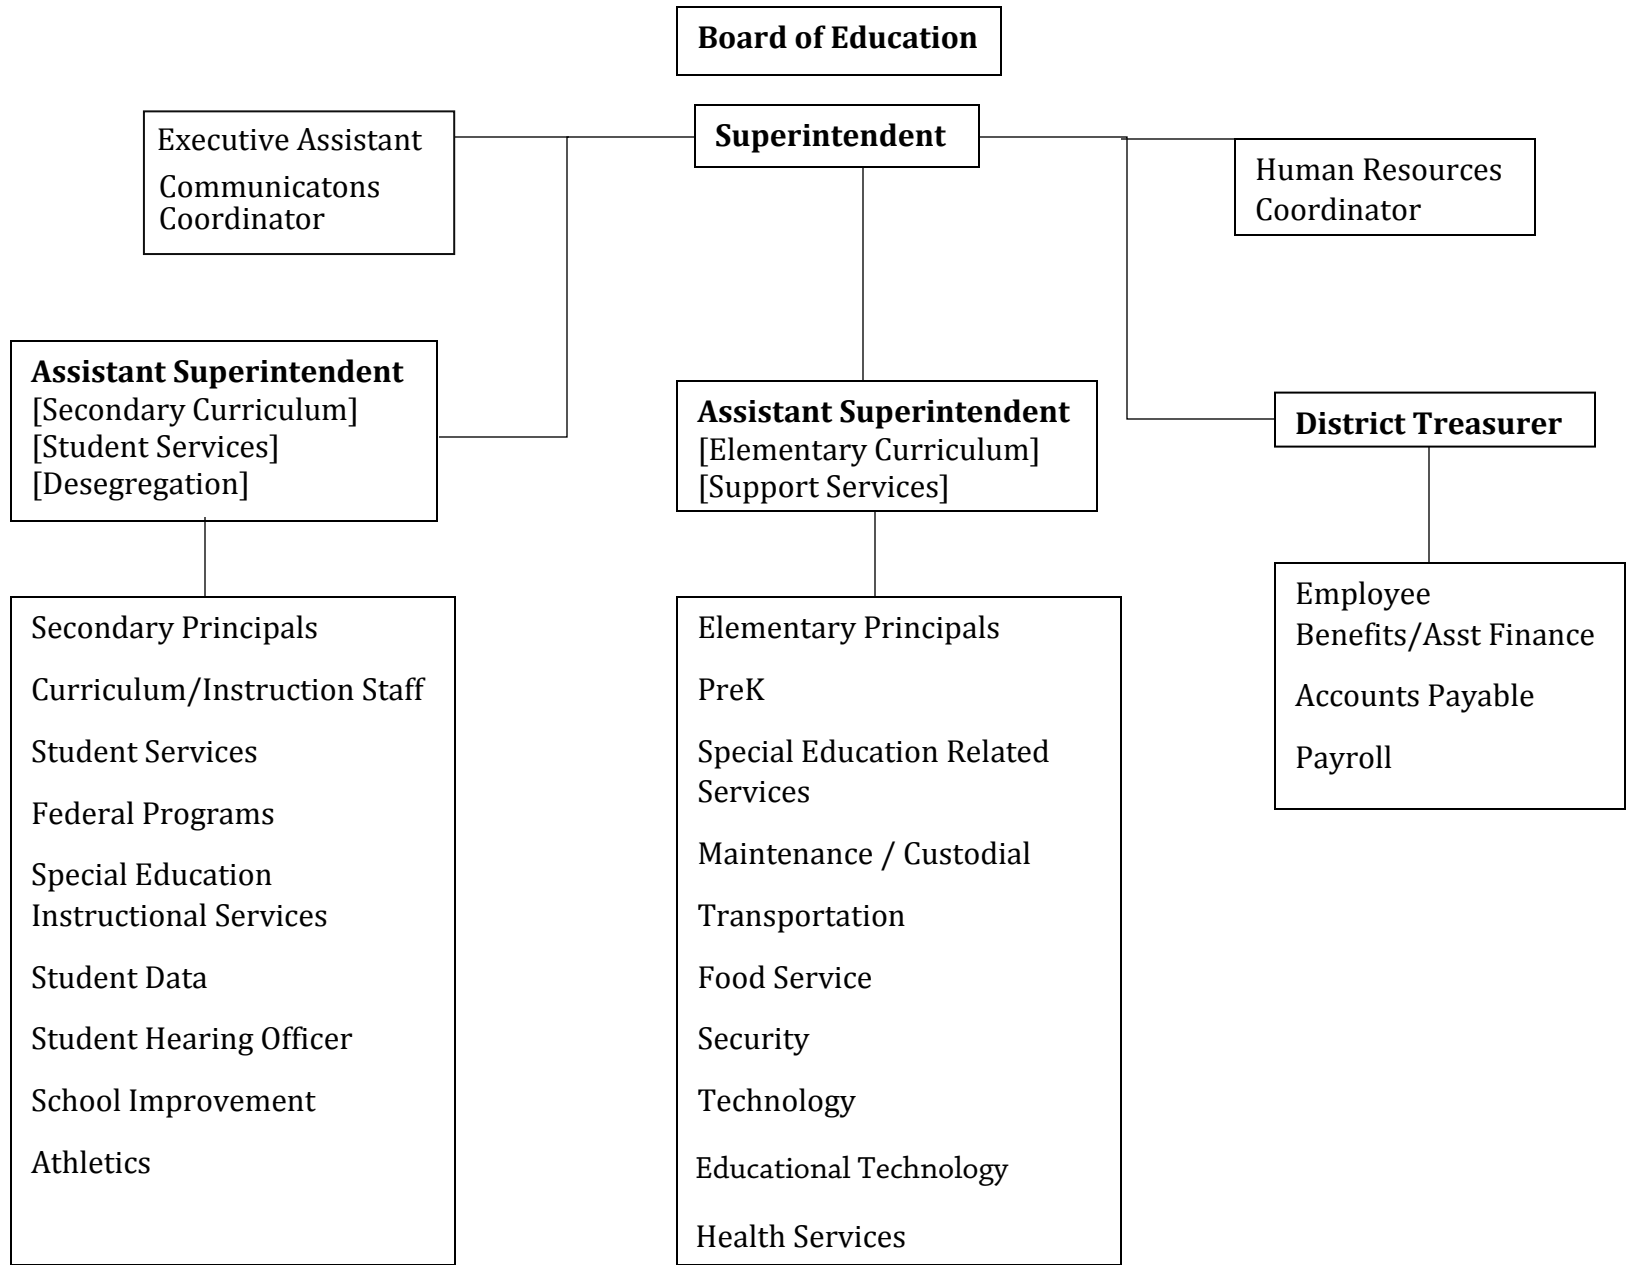 Board of Education
Superintendent
Executive Assistant
Communicatons
Coordinator
Human Resources
Coordinator
Assistant Superintendent
[Secondary Curriculum]
[Student Services]
[Desegregation]
Assistant Superintendent
[Elementary Curriculum]
[Support Services]
District Treasurer
Secondary Principals
Curriculum/Instruction Staff
Student Services
Federal Programs
Special Education
Instructional Services
Student Data
Student Hearing Officer
School Improvement
Athletics
Elementary Principals
PreK
Special Education Related
Services
Maintenance / Custodial
Transportation
Food Service
Security
Technology
Educational Technology
Health Services
Employee
Benefits/Asst Finance
Accounts Payable
Payroll